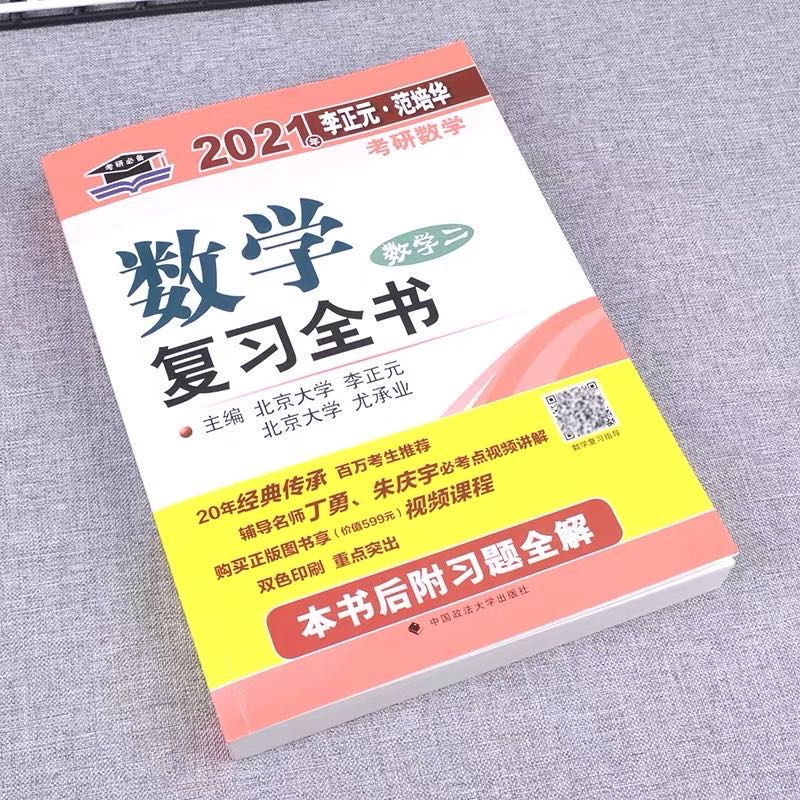 考研必备
2021年 李正元·范培华
考研数学
数学
数学二
复习全书
主编 北京大学 李正元
北京大学 尤承业
数学复习指导
20年经典传承 百万考生推荐
辅导名师丁勇、朱庆宇必考点视频讲解
购买正版图书享(价值599元)视频课程
双色印刷 重点突出
本书后附习题全解
中国政法大学出版社